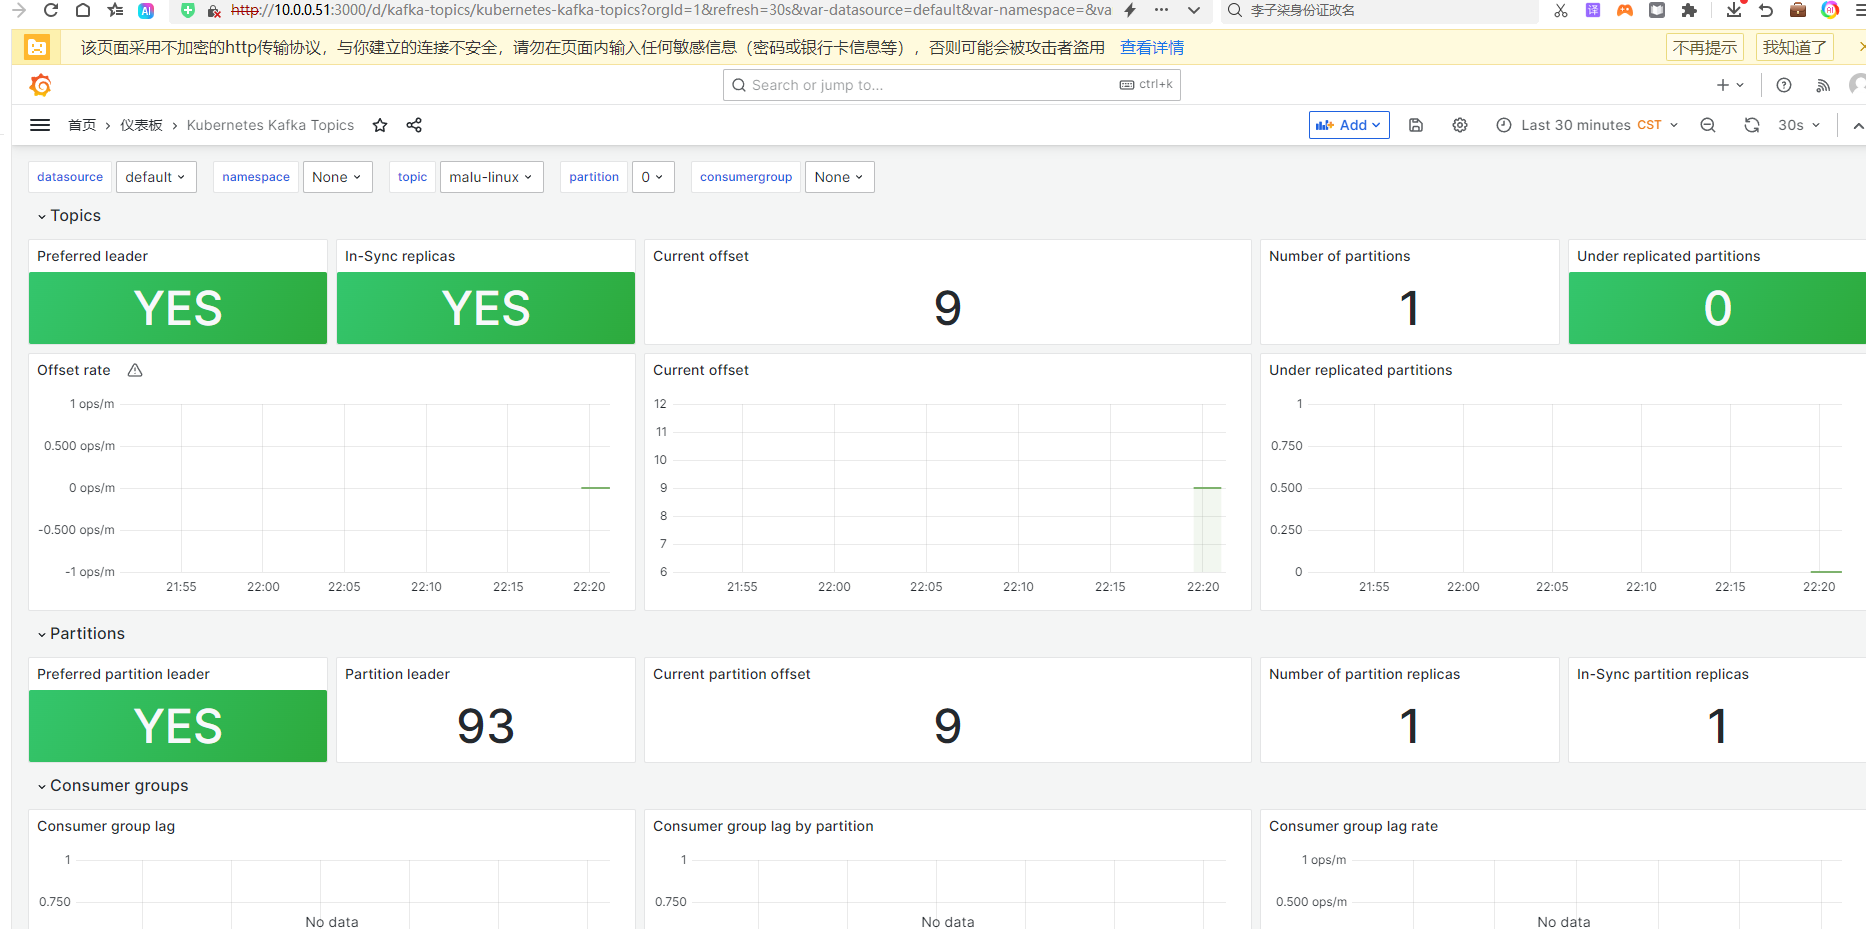 http://10.0.0.51:3000/d/kafka-topics/kubernetes-kafka-topics?orgId=1&refresh=30s&var-datasource=default&var-namespace=&va
李子柒身份证改名
该页面采用不加密的http传输协议，与你建立的连接不安全，请勿在页面内输入任何敏感信息（密码或银行卡信息等），否则可能会被攻击者盗用 查看详情 不再提示 我知道了
Search or jump to... ctrl+k
首页 › 仪表板 › Kubernetes Kafka Topics Add Last 30 minutes CST 30s
datasource default namespace None topic malu-linux partition 0 consumergroup None
Topics
Preferred leader
YES
In-Sync replicas
YES
Current offset
9
Number of partitions
1
Under replicated partitions
0
Offset rate
1 ops/m
0.500 ops/m
0 ops/m
-0.500 ops/m
-1 ops/m
21:55 22:00 22:05 22:10 22:15 22:20
Current offset
12
11
10
9
8
7
6
21:55 22:00 22:05 22:10 22:15 22:20
Under replicated partitions
1
0.750
0.500
0.250
0
21:55 22:00 22:05 22:10 22:15 22:20
Partitions
Preferred partition leader
YES
Partition leader
93
Current partition offset
9
Number of partition replicas
1
In-Sync partition replicas
1
Consumer groups
Consumer group lag
1
0.750
No data
Consumer group lag by partition
1
0.750
No data
Consumer group lag rate
1 ops/m
0.500 ops/m
No data